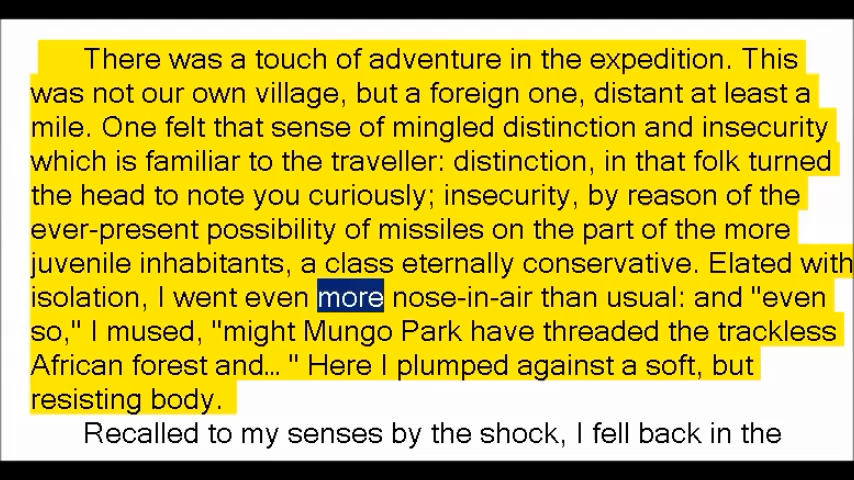 There was a touch of adventure in the expedition. This
was not our own village, but a foreign one, distant at least a
mile. One felt that sense of mingled distinction and insecurity
which is familiar to the traveller: distinction, in that folk turned
the head to note you curiously; insecurity, by reason of the
ever-present possibility of missiles on the part of the more
juvenile inhabitants, a class eternally conservative. Elated with
isolation, I went even more nose-in-air than usual: and "even
so," I mused, "might Mungo Park have threaded the trackless
African forest and... " Here I plumped against a soft, but
resisting body.
Recalled to my senses by the shock, I fell back in the